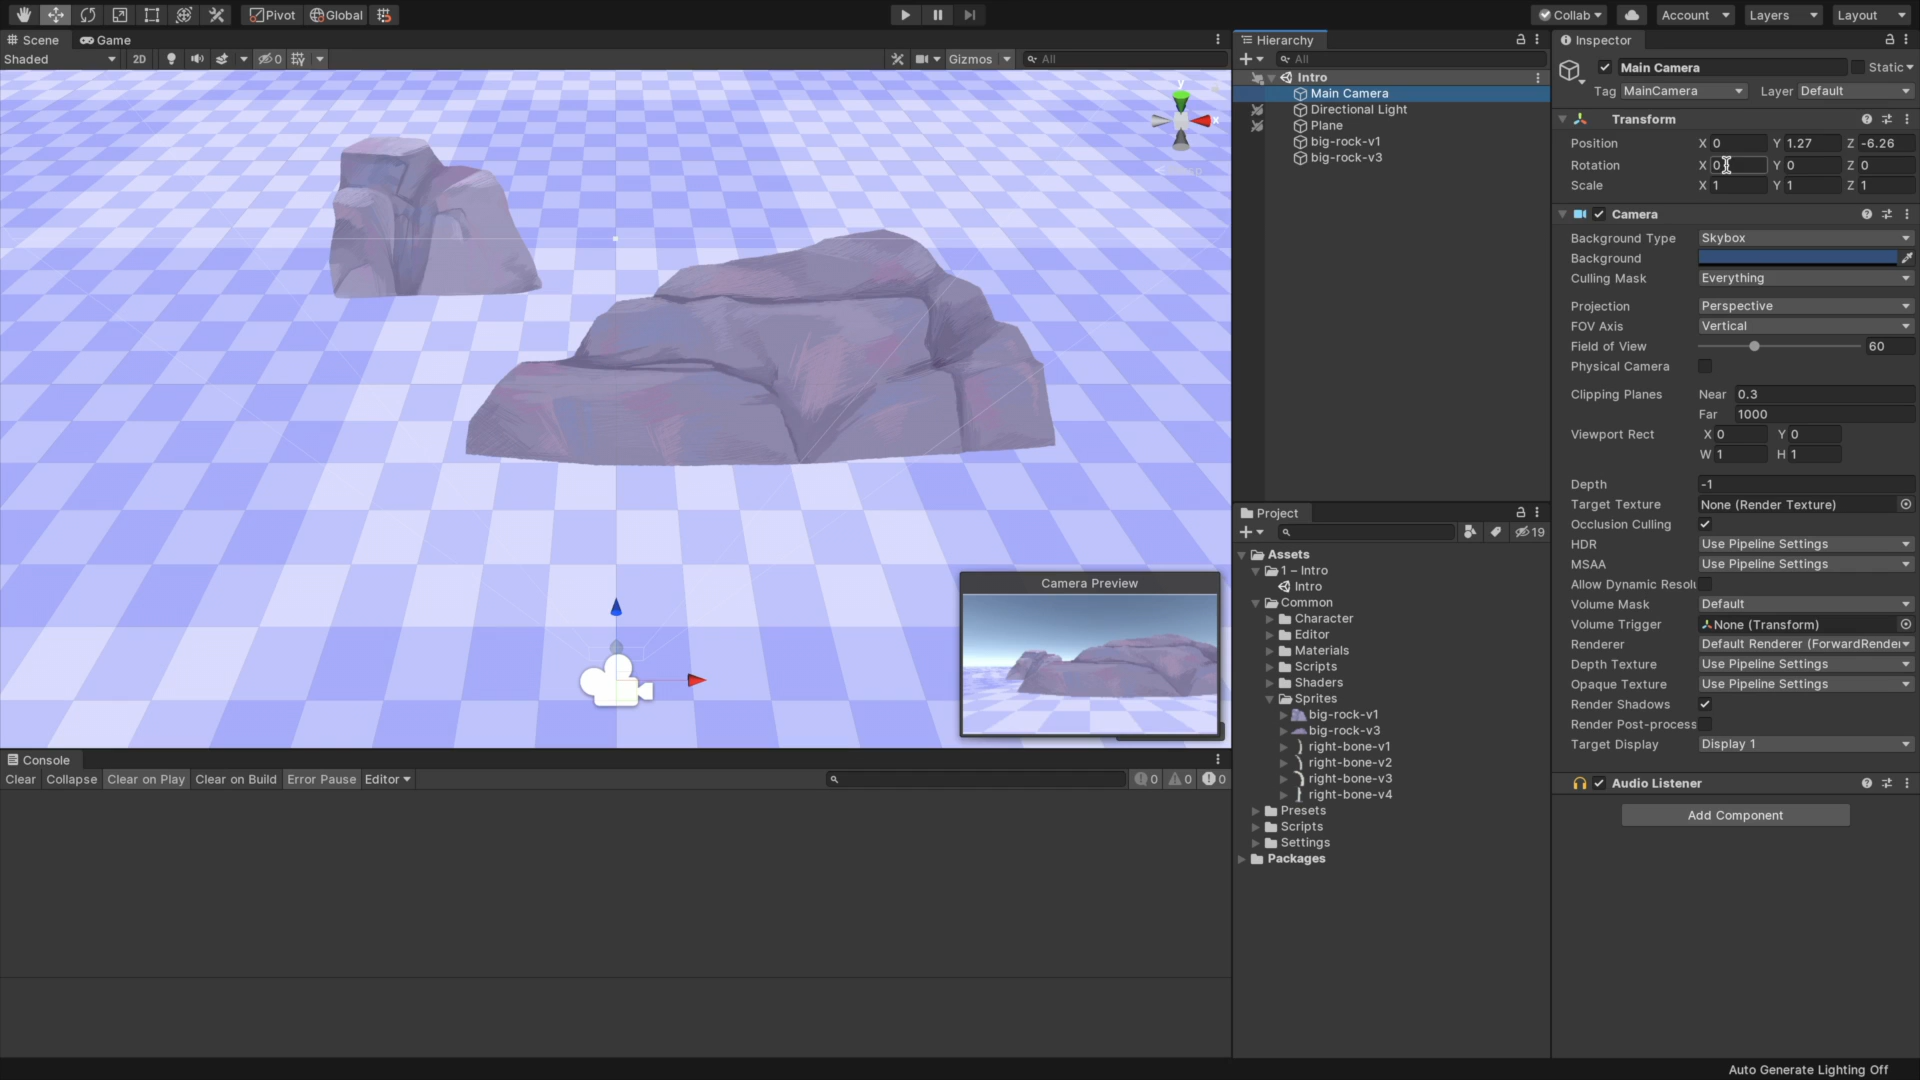 Pivot Global Collab Account Layers Layout
Scene Game
Shaded 2D 0 Gizmos All
y
x
Camera Preview
Console
Clear Collapse Clear on Play Clear on Build Error Pause Editor 0 0 0
Hierarchy
All
Intro
Main Camera
Directional Light
Plane
big-rock-v1
big-rock-v3
Project
19
Assets
1 – Intro
Intro
Common
Character
Editor
Materials
Scripts
Shaders
Sprites
big-rock-v1
big-rock-v3
right-bone-v1
right-bone-v2
right-bone-v3
right-bone-v4
Presets
Scripts
Settings
Packages
Inspector
Main Camera Static
Tag MainCamera Layer Default
Transform
Position X 0 Y 1.27 Z -6.26
Rotation X 0 Y 0 Z 0
Scale X 1 Y 1 Z 1
Camera
Background Type Skybox
Background
Culling Mask Everything
Projection Perspective
FOV Axis Vertical
Field of View 60
Physical Camera
Clipping Planes Near 0.3
Far 1000
Viewport Rect X 0 Y 0
W 1 H 1
Depth -1
Target Texture None (Render Texture)
Occlusion Culling
HDR Use Pipeline Settings
MSAA Use Pipeline Settings
Allow Dynamic Resolu
Volume Mask Default
Volume Trigger None (Transform)
Renderer Default Renderer (ForwardRender
Depth Texture Use Pipeline Settings
Opaque Texture Use Pipeline Settings
Render Shadows
Render Post-process
Target Display Display 1
Audio Listener
Add Component
Auto Generate Lighting Off